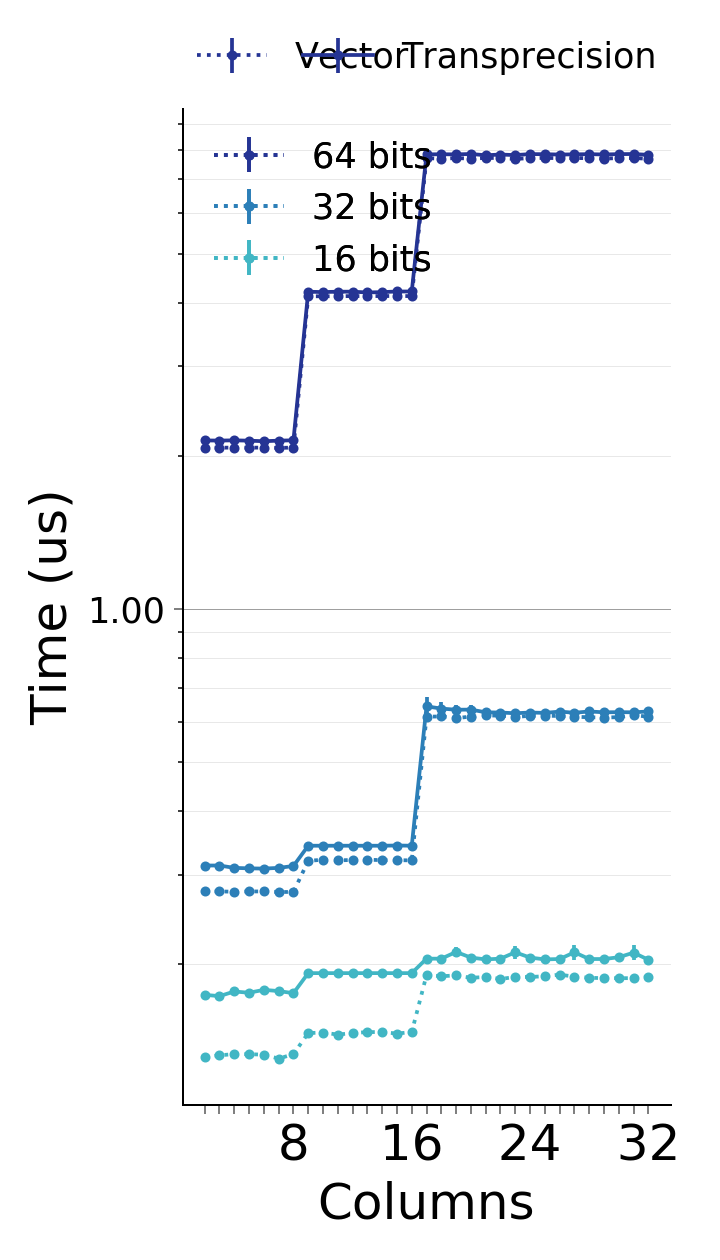 Vector Transprecision
64 bits
32 bits
16 bits
Time (us)
1.00
8 16 24 32
Columns